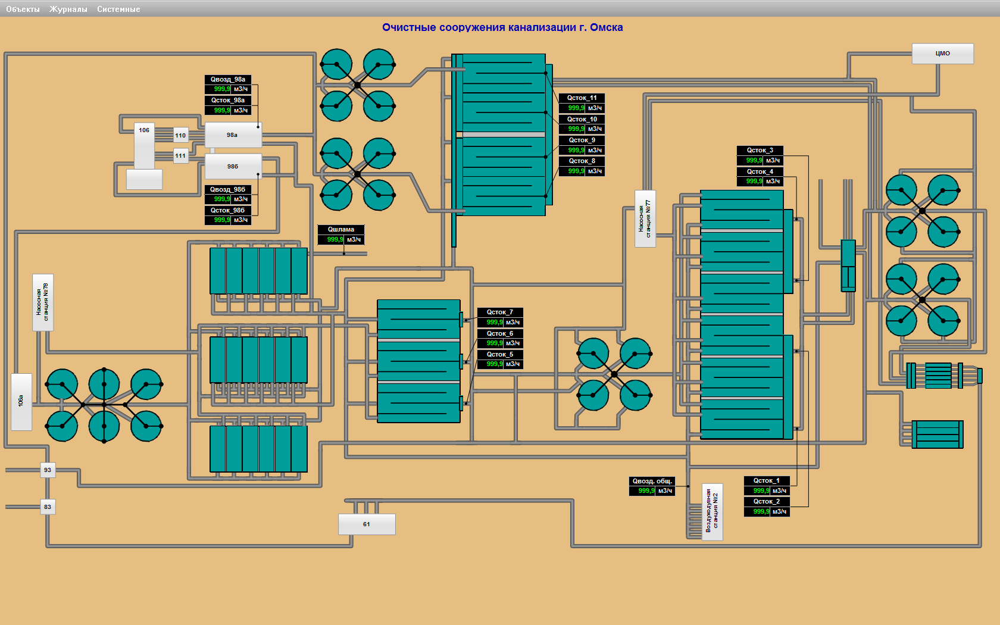 Объекты Журналы Системные
Очистные сооружения канализации г. Омска
ЦМО
Qвозд_98а
999,9 м3/ч
Qсток_98а
999,9 м3/ч
106
110
98а
111
98б
Qвозд_98б
999,9 м3/ч
Qсток_98б
999,9 м3/ч
Qсток_11
999,9 м3/ч
Qсток_10
999,9 м3/ч
Qсток_9
999,9 м3/ч
Qсток_8
999,9 м3/ч
Qсток_3
999,9 м3/ч
Qсток_4
999,9 м3/ч
Насосная
станция №77
Qшлама
999,9 м3/ч
Насосная
станция №78
Qсток_7
999,9 м3/ч
Qсток_6
999,9 м3/ч
Qсток_5
999,9 м3/ч
106а
93
83
61
Qвозд. общ.
999,9 м3/ч
Воздуходувная
станция №2
Qсток_1
999,9 м3/ч
Qсток_2
999,9 м3/ч